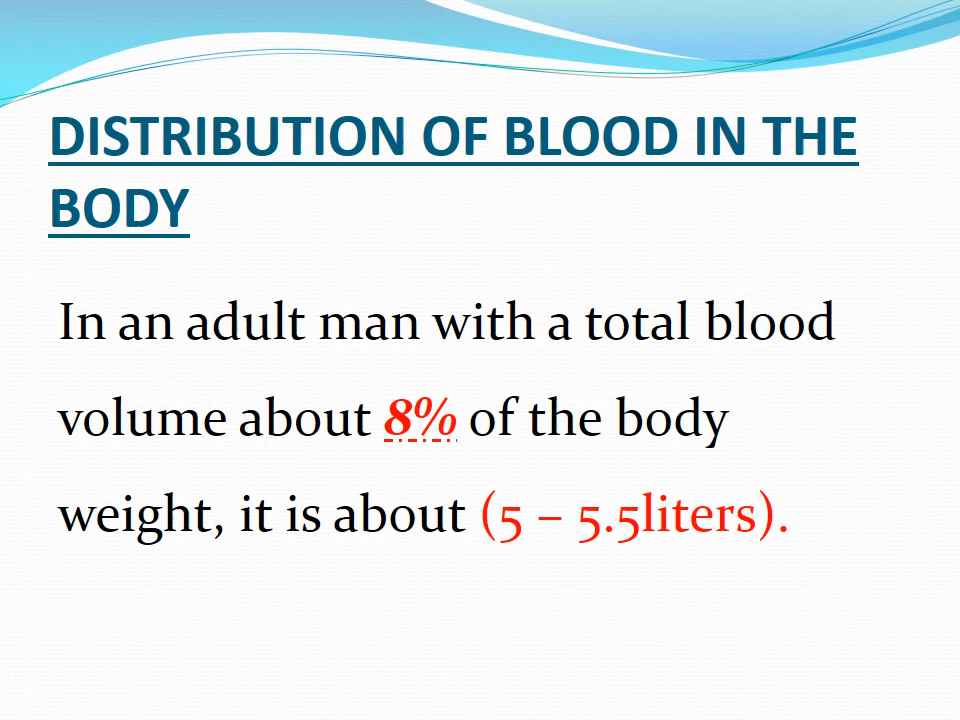 DISTRIBUTION OF BLOOD IN THE
BODY
In an adult man with a total blood
volume about 8% of the body
weight, it is about (5 – 5.5liters).